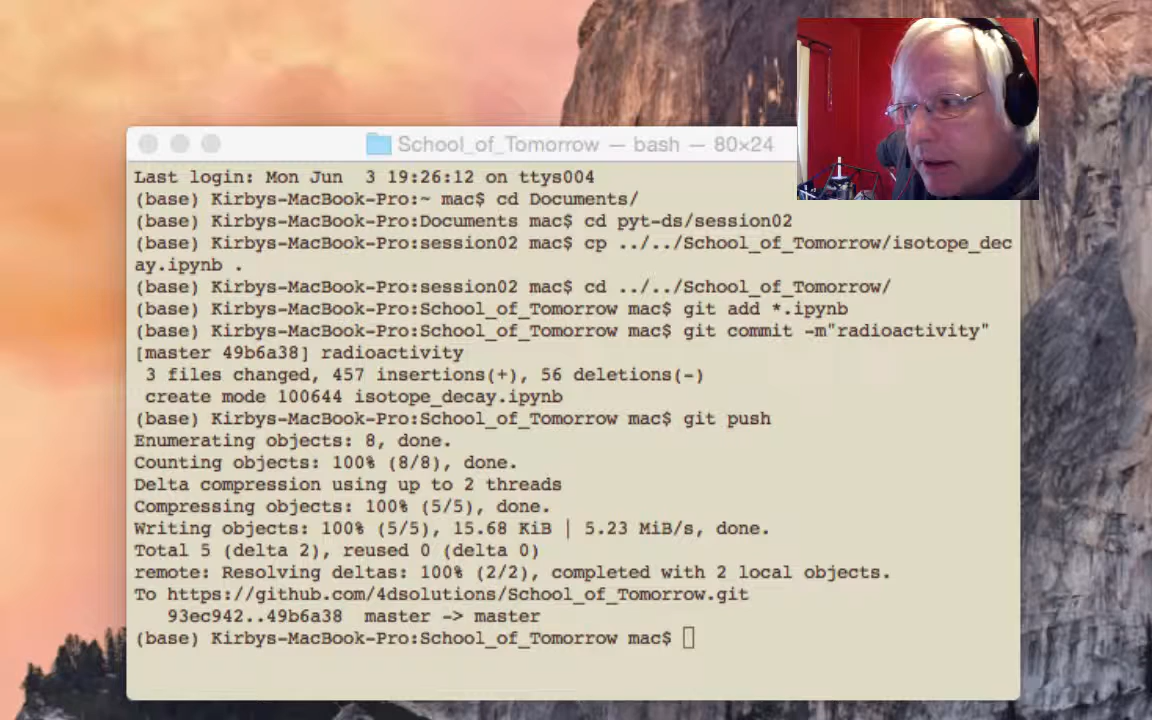 School_of_Tomorrow — bash — 80×24
Last login: Mon Jun  3 19:26:12 on ttys004
(base) Kirbys-MacBook-Pro:~ mac$ cd Documents/
(base) Kirbys-MacBook-Pro:Documents mac$ cd pyt-ds/session02
(base) Kirbys-MacBook-Pro:session02 mac$ cp ../../School_of_Tomorrow/isotope_dec
ay.ipynb .
(base) Kirbys-MacBook-Pro:session02 mac$ cd ../../School_of_Tomorrow/
(base) Kirbys-MacBook-Pro:School_of_Tomorrow mac$ git add *.ipynb
(base) Kirbys-MacBook-Pro:School_of_Tomorrow mac$ git commit -m"radioactivity"
[master 49b6a38] radioactivity
 3 files changed, 457 insertions(+), 56 deletions(-)
 create mode 100644 isotope_decay.ipynb
(base) Kirbys-MacBook-Pro:School_of_Tomorrow mac$ git push
Enumerating objects: 8, done.
Counting objects: 100% (8/8), done.
Delta compression using up to 2 threads
Compressing objects: 100% (5/5), done.
Writing objects: 100% (5/5), 15.68 KiB | 5.23 MiB/s, done.
Total 5 (delta 2), reused 0 (delta 0)
remote: Resolving deltas: 100% (2/2), completed with 2 local objects.
To https://github.com/4dsolutions/School_of_Tomorrow.git
   93ec942..49b6a38  master -> master
(base) Kirbys-MacBook-Pro:School_of_Tomorrow mac$